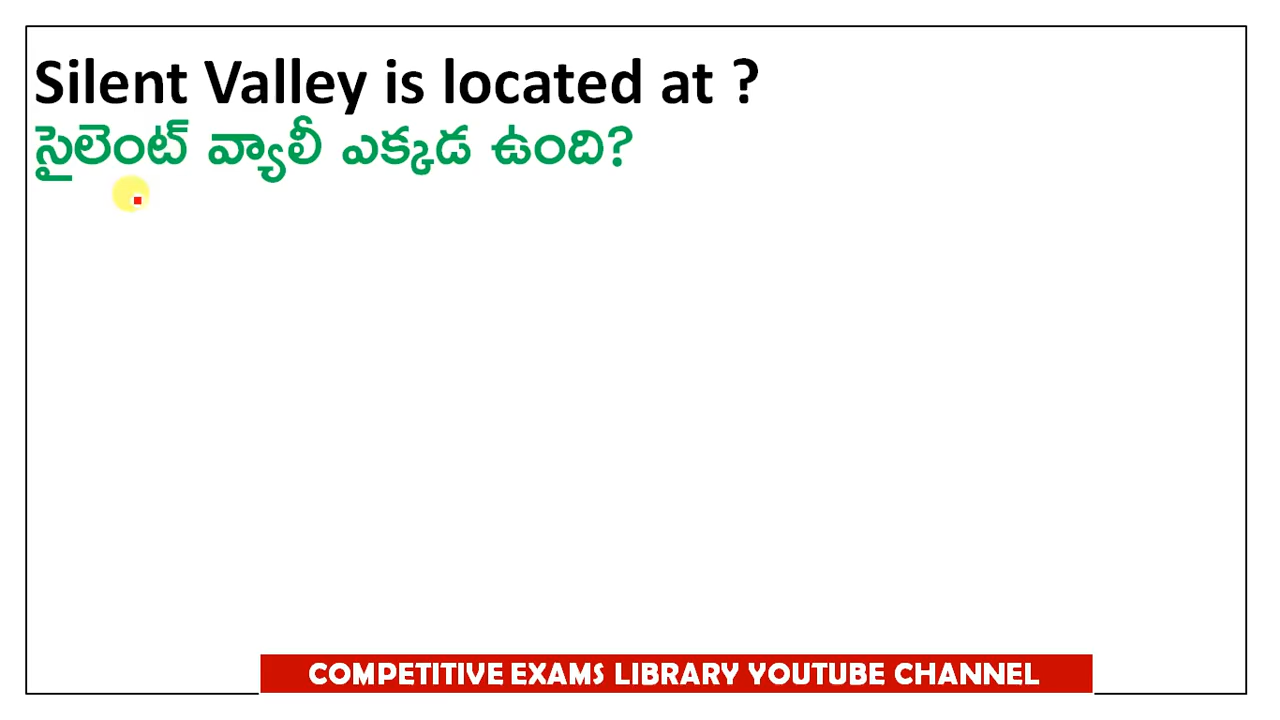 Silent Valley is located at ?
సైలెంట్ వ్యాలీ ఎక్కడ ఉంది?
COMPETITIVE EXAMS LIBRARY YOUTUBE CHANNEL